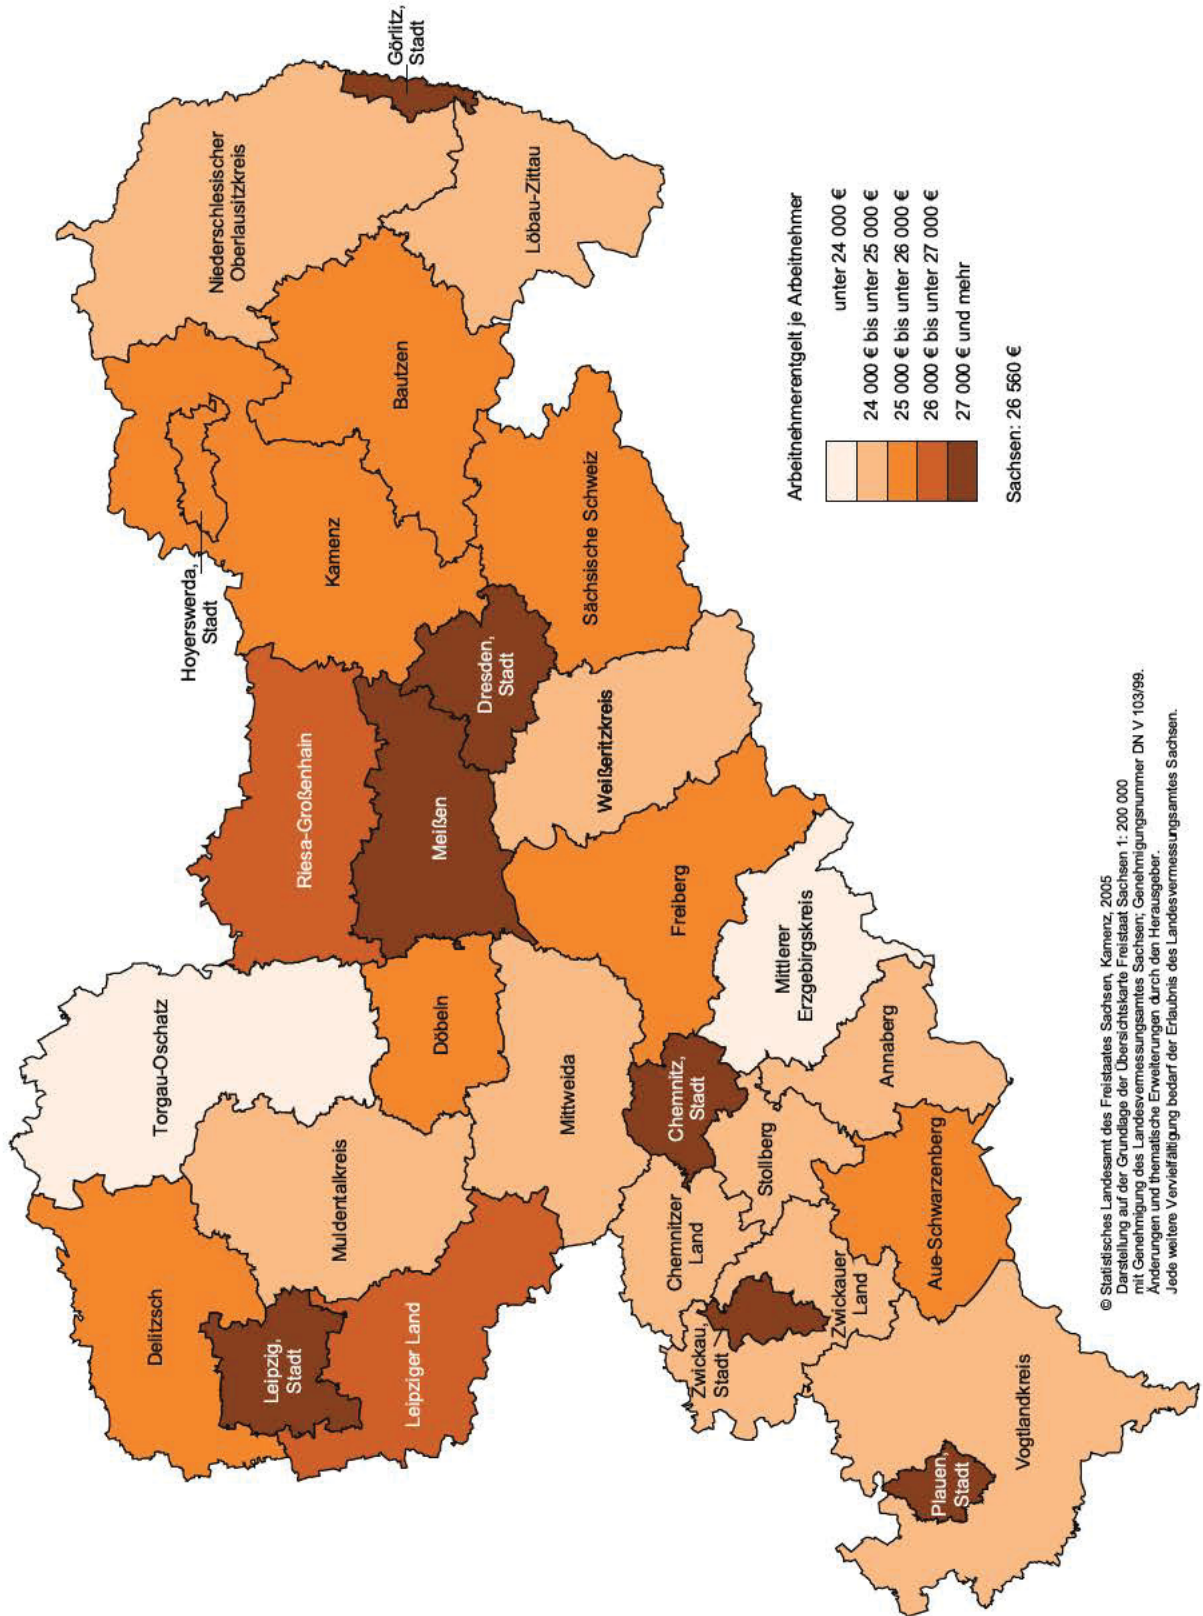 Görlitz,
Stadt
Niederschlesischer
Oberlausitzkreis
Löbau-Zittau
Bautzen
Hoyerswerda,
Stadt
Kamenz
Sächsische Schweiz
Dresden,
Stadt
Riesa-Großenhain
Meißen
Weißeritzkreis
Freiberg
Mittlerer
Erzgebirgskreis
Torgau-Oschatz
Döbeln
Mittweida
Chemnitz,
Stadt
Annaberg
Stollberg
Muldentalkreis
Chemnitzer
Land
Aue-Schwarzenberg
Delitzsch
Leipzig,
Stadt
Leipziger Land
Zwickau,
Stadt
Zwickauer
Land
Vogtlandkreis
Plauen,
Stadt
Arbeitnehmerentgelt je Arbeitnehmer
unter 24 000 €
24 000 € bis unter 25 000 €
25 000 € bis unter 26 000 €
26 000 € bis unter 27 000 €
27 000 € und mehr
Sachsen: 26 560 €
© Statistisches Landesamt des Freistaates Sachsen, Kamenz, 2005
Darstellung auf der Grundlage der Übersichtskarte Freistaat Sachsen 1: 200 000
mit Genehmigung des Landesvermessungsamtes Sachsen; Genehmigungsnummer DN V 103/99.
Änderungen und thematische Erweiterungen durch den Herausgeber.
Jede weitere Vervielfältigung bedarf der Erlaubnis des Landesvermessungsamtes Sachsen.